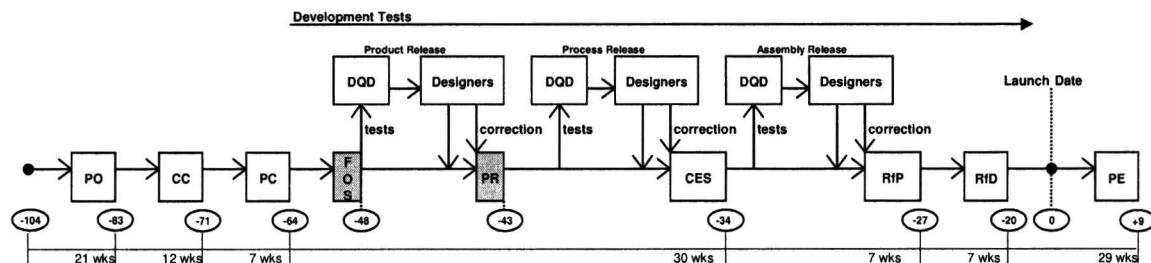 Development Tests
Product Release
Process Release
Assembly Release
DQD
Designers
DQD
Designers
DQD
Designers
Launch Date
tests
correction
tests
correction
tests
correction
PO
CC
PC
FOS
PR
CES
RfP
RfD
PE
-104
-83
-71
-64
-48
-43
-34
-27
-20
0
+9
21 wks
12 wks
7 wks
30 wks
7 wks
7 wks
29 wks